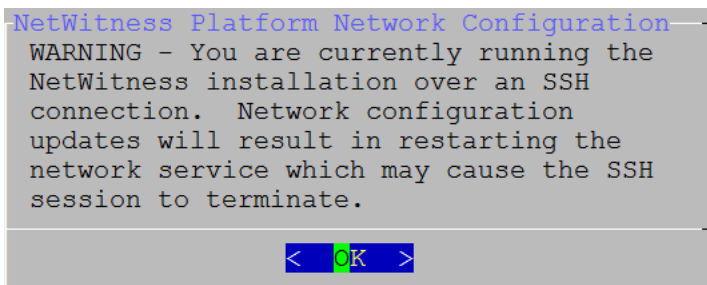 NetWitness Platform Network Configuration
WARNING - You are currently running the
NetWitness installation over an SSH
connection.  Network configuration
updates will result in restarting the
network service which may cause the SSH
session to terminate.
<  OK  >